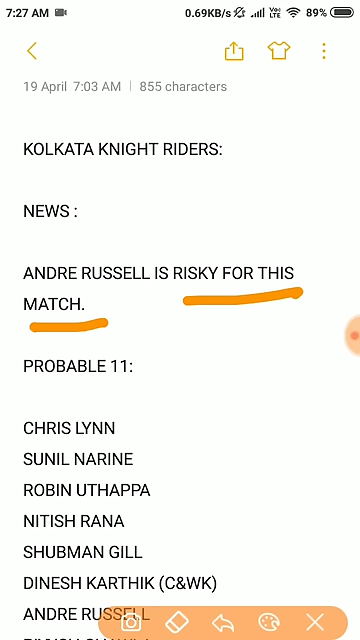 7:27 AM
0.69KB/s
Vo)) LTE
89%
19 April 7:03 AM | 855 characters
KOLKATA KNIGHT RIDERS:
NEWS :
ANDRE RUSSELL IS RISKY FOR THIS
MATCH.
PROBABLE 11:
CHRIS LYNN
SUNIL NARINE
ROBIN UTHAPPA
NITISH RANA
SHUBMAN GILL
DINESH KARTHIK (C&WK)
ANDRE RUSSELL